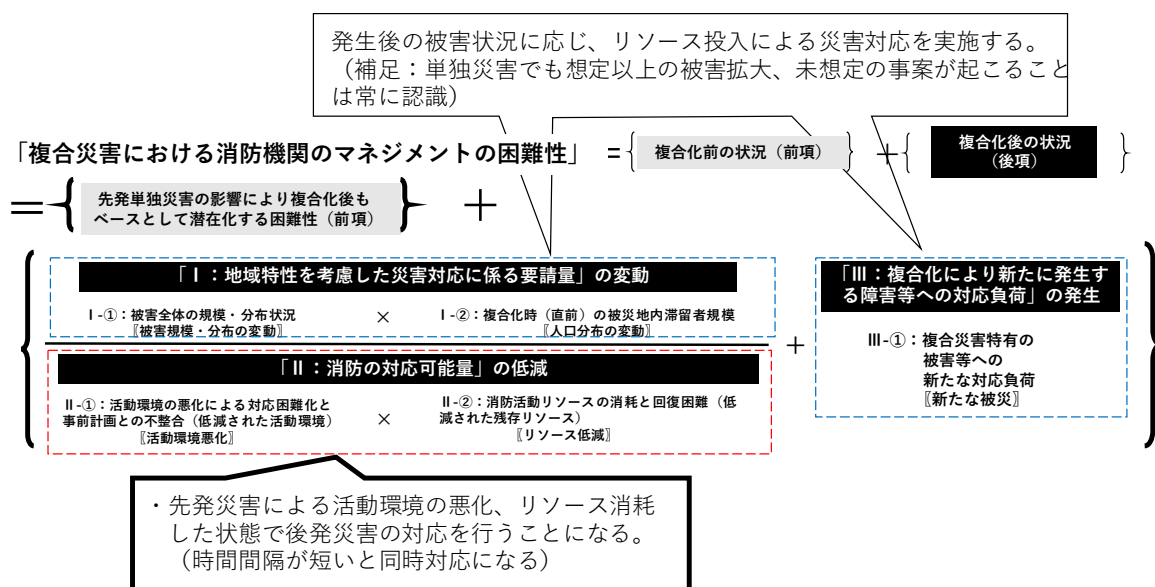 発生後の被害状況に応じ、リソース投入による災害対応を実施する。
（補足：単独災害でも想定以上の被害拡大、未想定の事案が起こること
は常に認識）
「複合災害における消防機関のマネジメントの困難性」 ={ 複合化前の状況（前項） } +{ 複合化後の状況
（後項） }
={ 先発単独災害の影響により複合化後も
ベースとして潜在化する困難性（前項） } +
「Ⅰ：地域特性を考慮した災害対応に係る要請量」の変動
Ⅰ-①：被害全体の規模・分布状況
〚被害規模・分布の変動〛
×
Ⅰ-②：複合化時（直前）の被災地内滞留者規模
〚人口分布の変動〛
「Ⅱ：消防の対応可能量」の低減
Ⅱ-①：活動環境の悪化による対応困難化と
事前計画との不整合（低減された活動環境）
〚活動環境悪化〛
×
Ⅱ-②：消防活動リソースの消耗と回復困難（低
減された残存リソース）
〚リソース低減〛
+
「Ⅲ：複合化により新たに発生す
る障害等への対応負荷」の発生
Ⅲ-①：複合災害特有の
被害等への
新たな対応負荷
〚新たな被災〛
・先発災害による活動環境の悪化、リソース消耗
した状態で後発災害の対応を行うことになる。
（時間間隔が短いと同時対応になる）